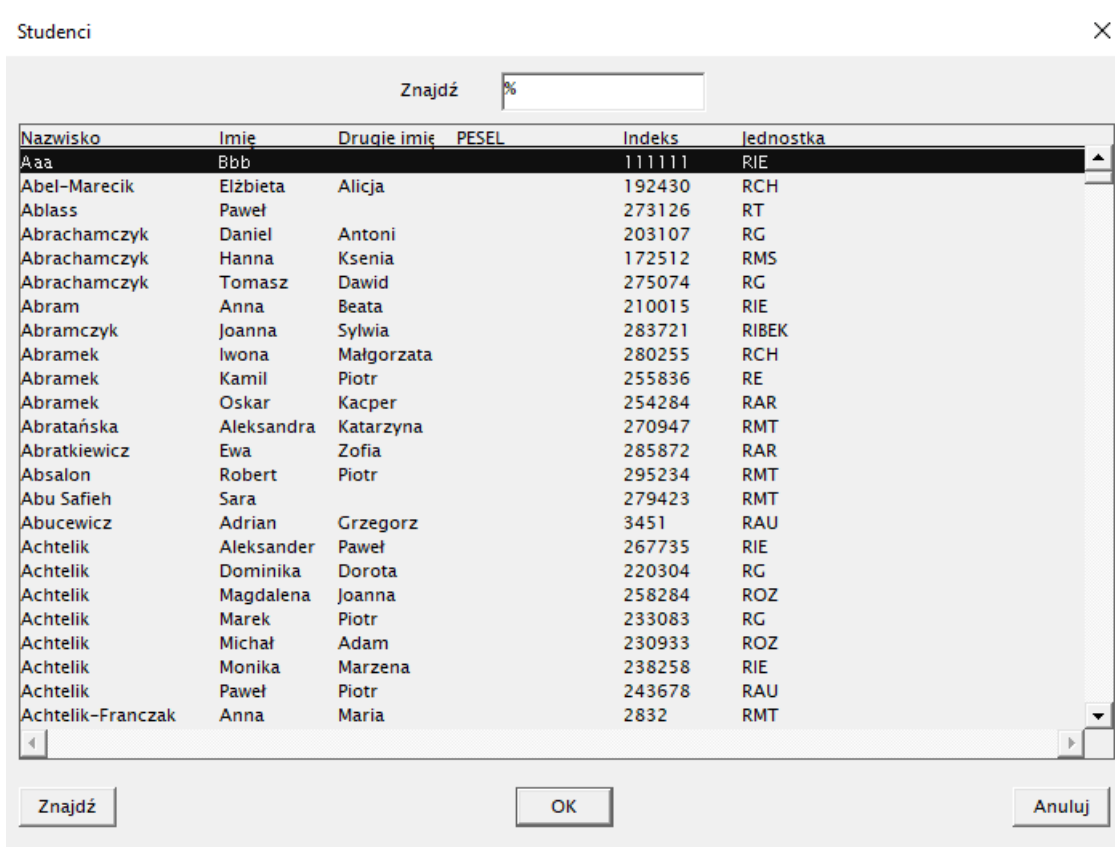 Studenci
Znajdź %
Nazwisko Imię Drugie imię PESEL Indeks Jednostka
Aaa Bbb 111111 RIE
Abel-Marecik Elżbieta Alicja 192430 RCH
Ablass Paweł 273126 RT
Abrachamczyk Daniel Antoni 203107 RG
Abrachamczyk Hanna Ksenia 172512 RMS
Abrachamczyk Tomasz Dawid 275074 RG
Abram Anna Beata 210015 RIE
Abramczyk Joanna Sylwia 283721 RIBEK
Abramek Iwona Małgorzata 280255 RCH
Abramek Kamil Piotr 255836 RE
Abramek Oskar Kacper 254284 RAR
Abratańska Aleksandra Katarzyna 270947 RMT
Abratkiewicz Ewa Zofia 285872 RAR
Absalon Robert Piotr 295234 RMT
Abu Safieh Sara 279423 RMT
Abucewicz Adrian Grzegorz 3451 RAU
Achtelik Aleksander Paweł 267735 RIE
Achtelik Dominika Dorota 220304 RG
Achtelik Magdalena Joanna 258284 ROZ
Achtelik Marek Piotr 233083 RG
Achtelik Michał Adam 230933 ROZ
Achtelik Monika Marzena 238258 RIE
Achtelik Paweł Piotr 243678 RAU
Achtelik-Franczak Anna Maria 2832 RMT
Znajdź OK Anuluj